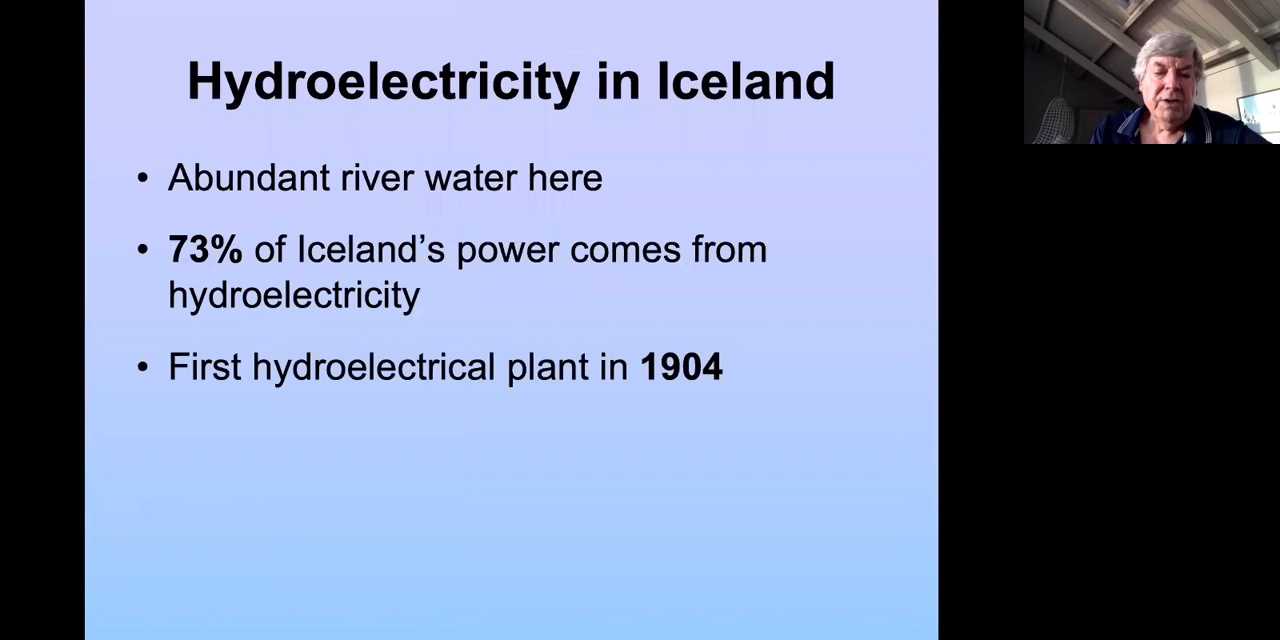 Hydroelectricity in Iceland
• Abundant river water here
• 73% of Iceland’s power comes from
hydroelectricity
• First hydroelectrical plant in 1904